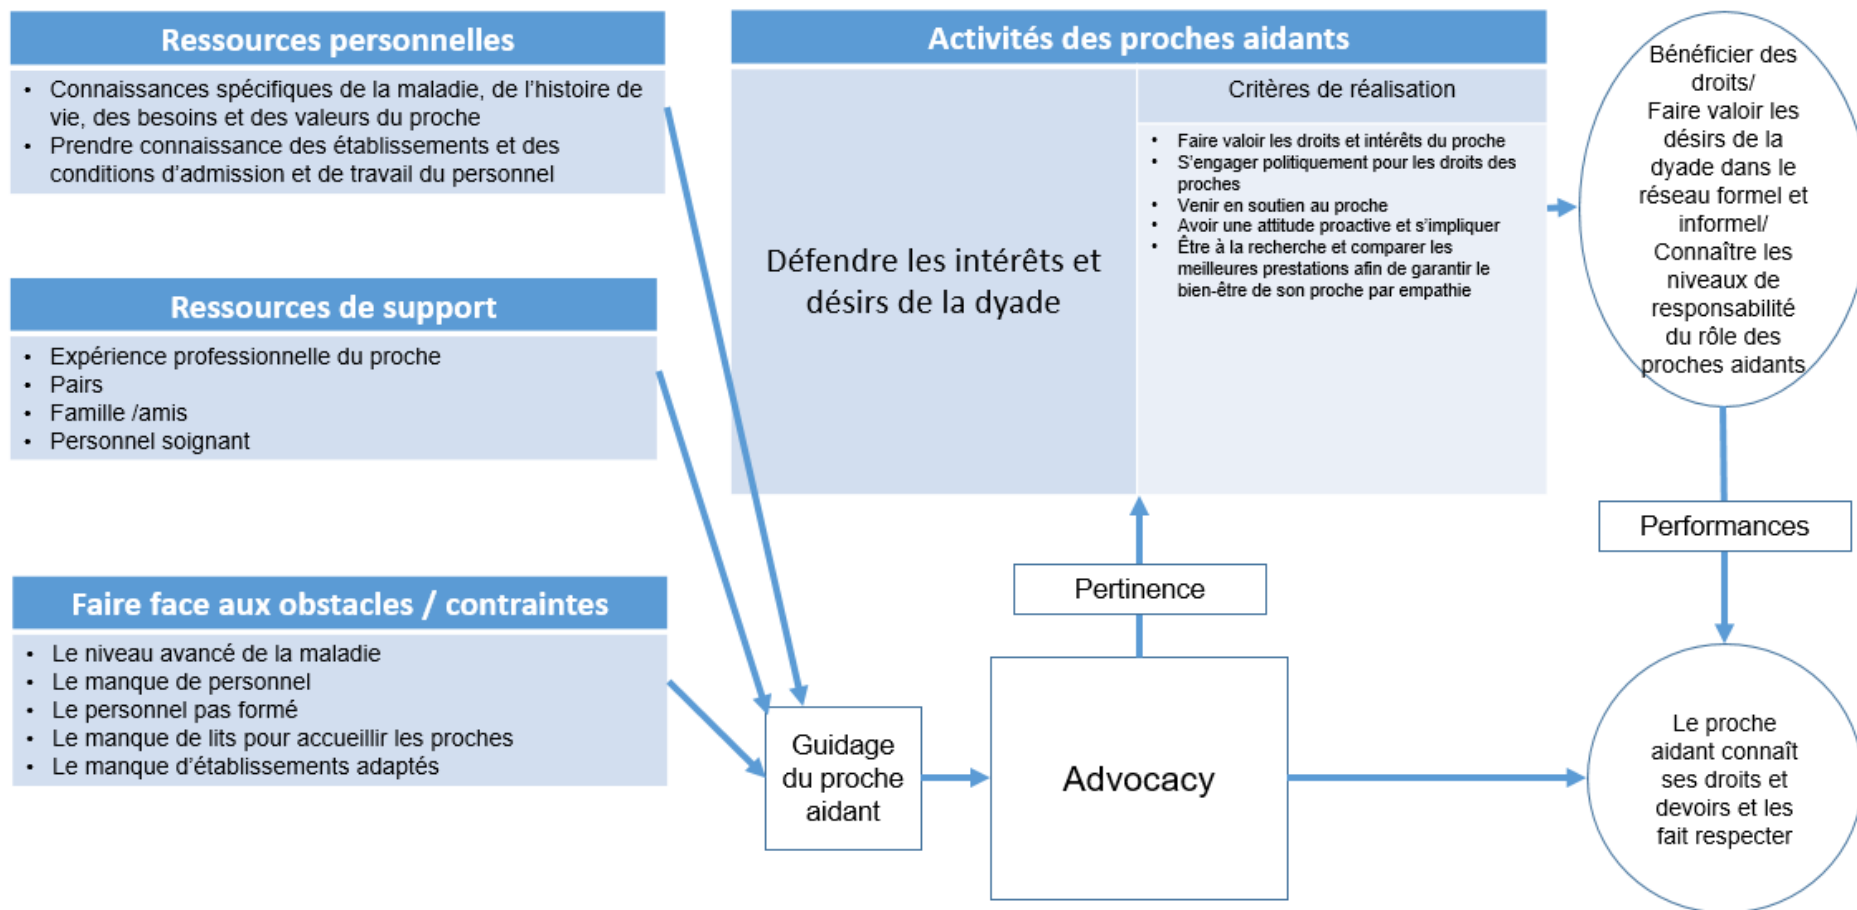 Ressources personnelles
• Connaissances spécifiques de la maladie, de l'histoire de
vie, des besoins et des valeurs du proche
• Prendre connaissance des établissements et des
conditions d'admission et de travail du personnel
Ressources de support
• Expérience professionnelle du proche
• Pairs
• Famille /amis
• Personnel soignant
Faire face aux obstacles / contraintes
• Le niveau avancé de la maladie
• Le manque de personnel
• Le personnel pas formé
• Le manque de lits pour accueillir les proches
• Le manque d'établissements adaptés
Activités des proches aidants
Défendre les intérêts et
désirs de la dyade
Critères de réalisation
• Faire valoir les droits et intérêts du proche
• S'engager politiquement pour les droits des
proches
• Venir en soutien au proche
• Avoir une attitude proactive et s'impliquer
• Être à la recherche et comparer les
meilleures prestations afin de garantir le
bien-être de son proche par empathie
Bénéficier des
droits/
Faire valoir les
désirs de la
dyade dans le
réseau formel et
informel/
Connaître les
niveaux de
responsabilité
du rôle des
proches aidants
Pertinence
Performances
Guidage
du proche
aidant
Advocacy
Le proche
aidant connaît
ses droits et
devoirs et les
fait respecter